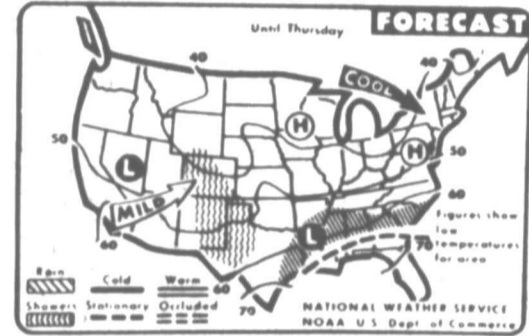 FORECAST
Until Thursday
40
COOL
40
H
50
H
50
L
MILD
60
60
Figures show
low
temperatures
for area
L
70
60
70
Rain
Cold
Warm
Showers
Stationary
Occluded
NATIONAL WEATHER SERVICE
NOAA U S Dept of Commerce